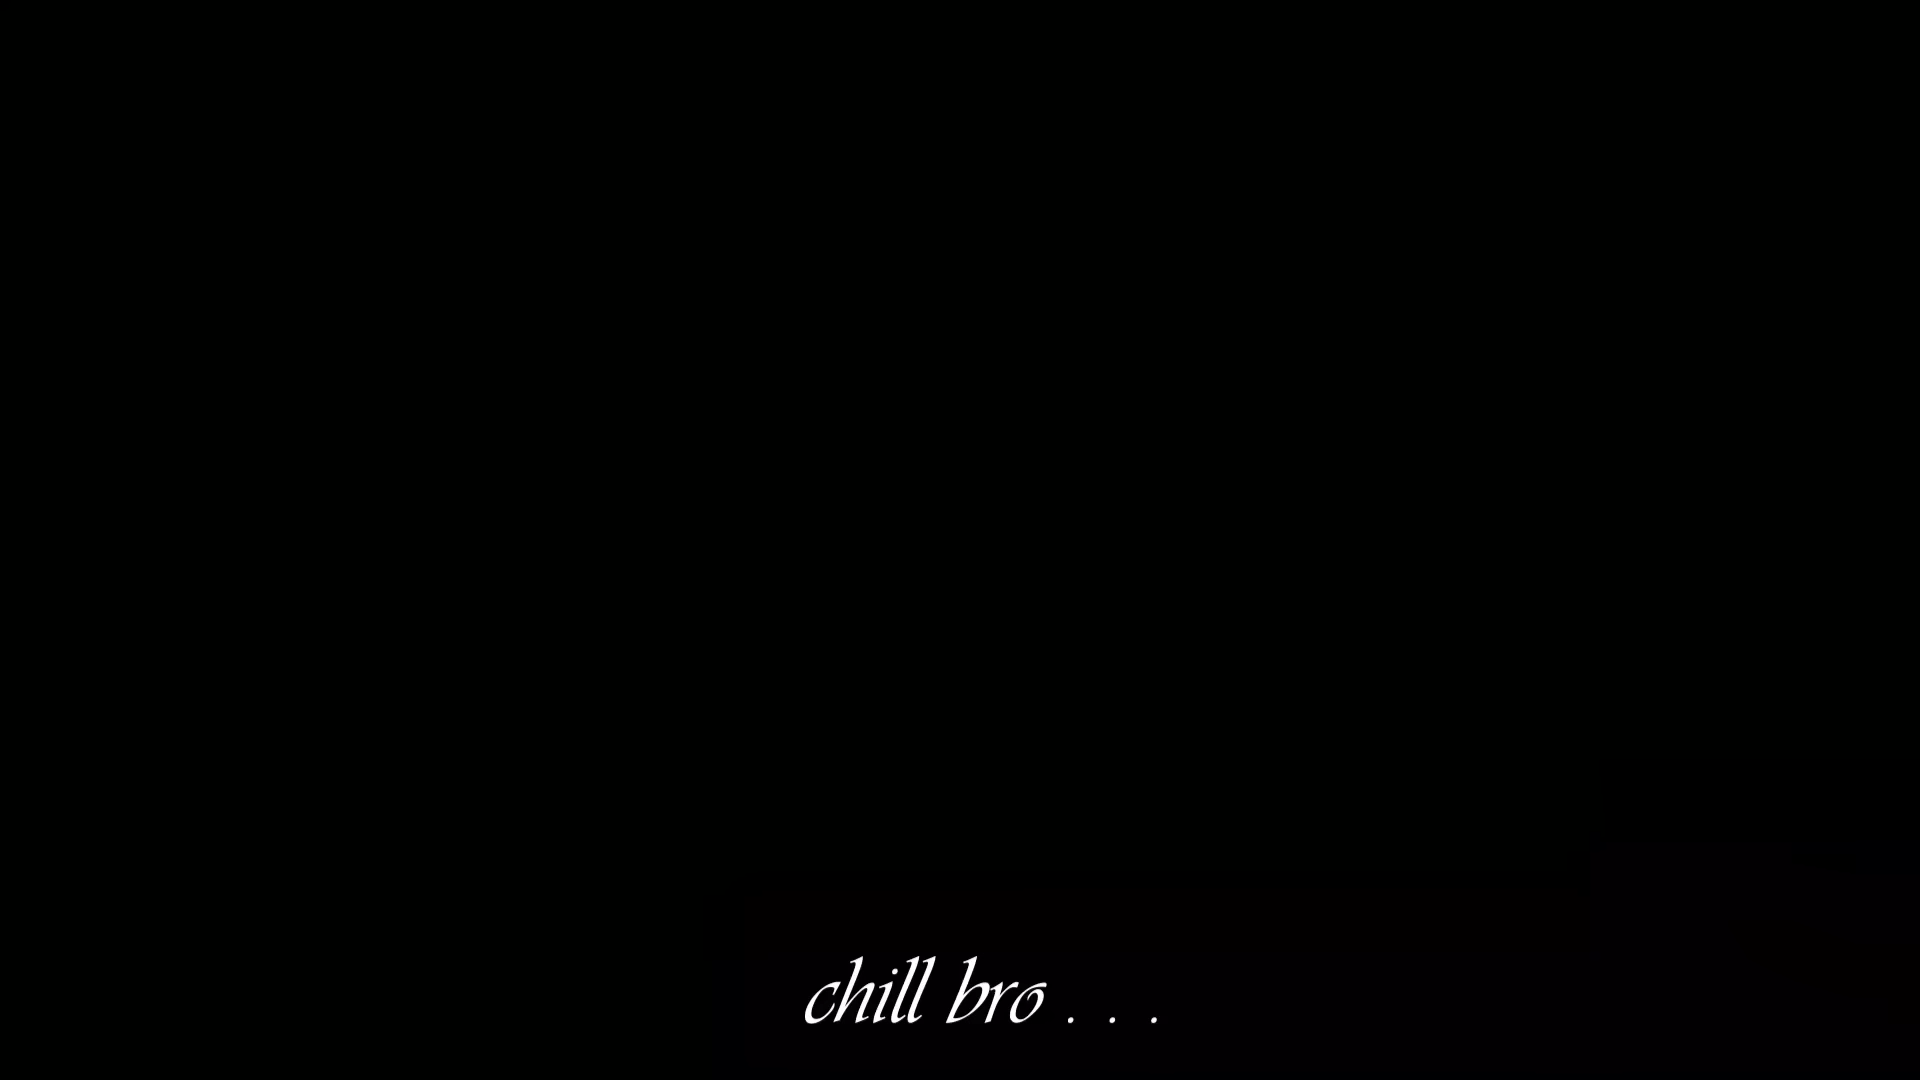 chill bro . . .